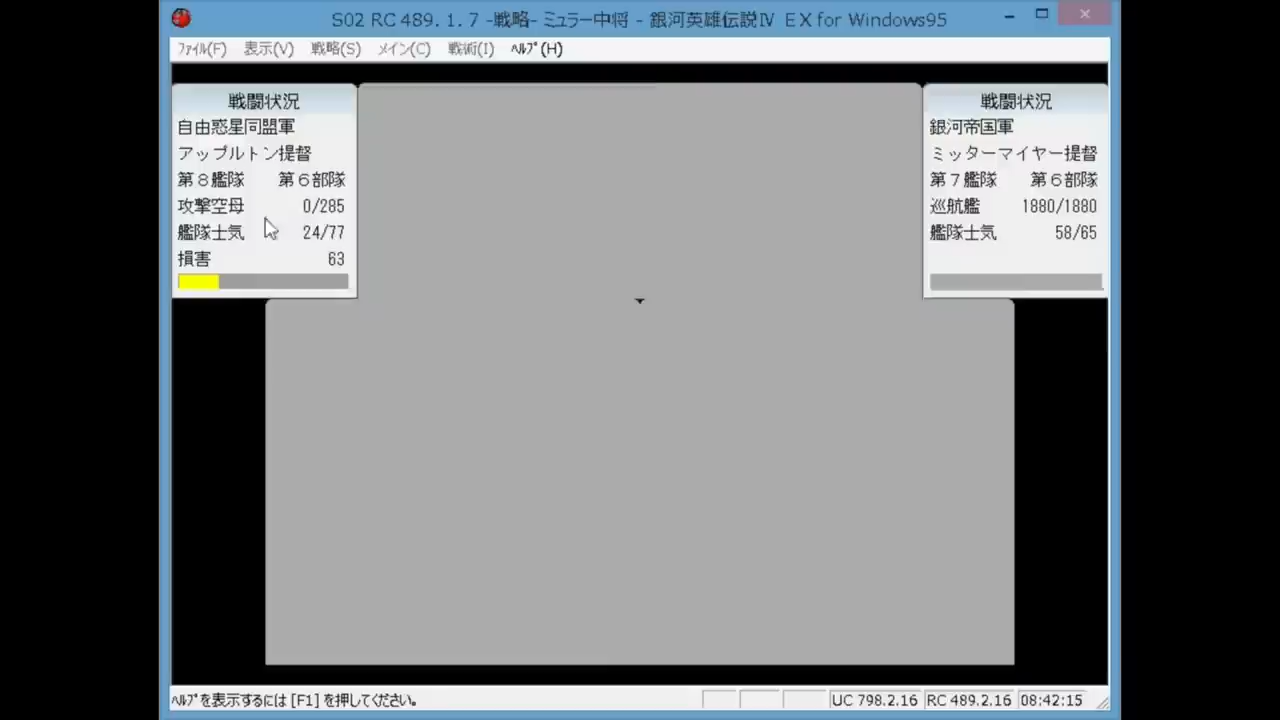 S02 RC 489. 1. 7 -戦略- ミュラー中将 - 銀河英雄伝説Ⅳ EX for Windows95
ﾌｧｲﾙ(F) 表示(V) 戦略(S) メイン(C) 戦術(I) ﾍﾙﾌﾟ(H)
戦闘状況
自由惑星同盟軍
アップルトン提督
第８艦隊 第６部隊
攻撃空母 0/285
艦隊士気 24/77
損害 63
戦闘状況
銀河帝国軍
ミッターマイヤー提督
第７艦隊 第６部隊
巡航艦 1880/1880
艦隊士気 58/65
ﾍﾙﾌﾟを表示するには [F1] を押してください。
UC 798.2.16 RC 489.2.16 08:42:15